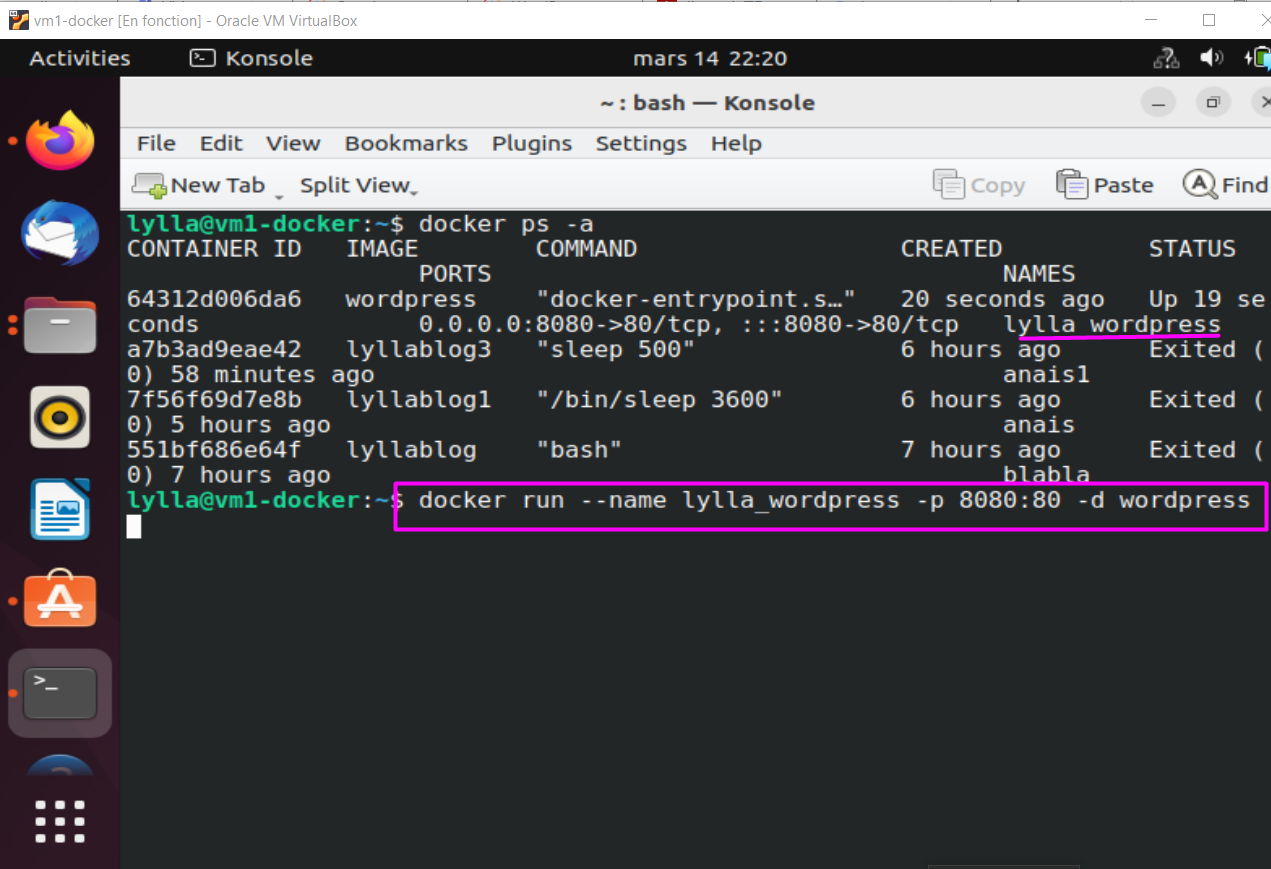 vm1-docker [En fonction] - Oracle VM VirtualBox
Activities Konsole mars 14 22:20
~ : bash — Konsole
File Edit View Bookmarks Plugins Settings Help
New Tab Split View Copy Paste Find
lylla@vm1-docker:~$ docker ps -a
CONTAINER ID IMAGE COMMAND CREATED STATUS
PORTS NAMES
64312d006da6 wordpress "docker-entrypoint.s…" 20 seconds ago Up 19 se
conds 0.0.0.0:8080->80/tcp, :::8080->80/tcp lylla_wordpress
a7b3ad9eae42 lyllablog3 "sleep 500" 6 hours ago Exited (
0) 58 minutes ago anais1
7f56f69d7e8b lyllablog1 "/bin/sleep 3600" 6 hours ago Exited (
0) 5 hours ago anais
551bf686e64f lyllablog "bash" 7 hours ago Exited (
0) 7 hours ago blabla
lylla@vm1-docker:~$ docker run --name lylla_wordpress -p 8080:80 -d wordpress